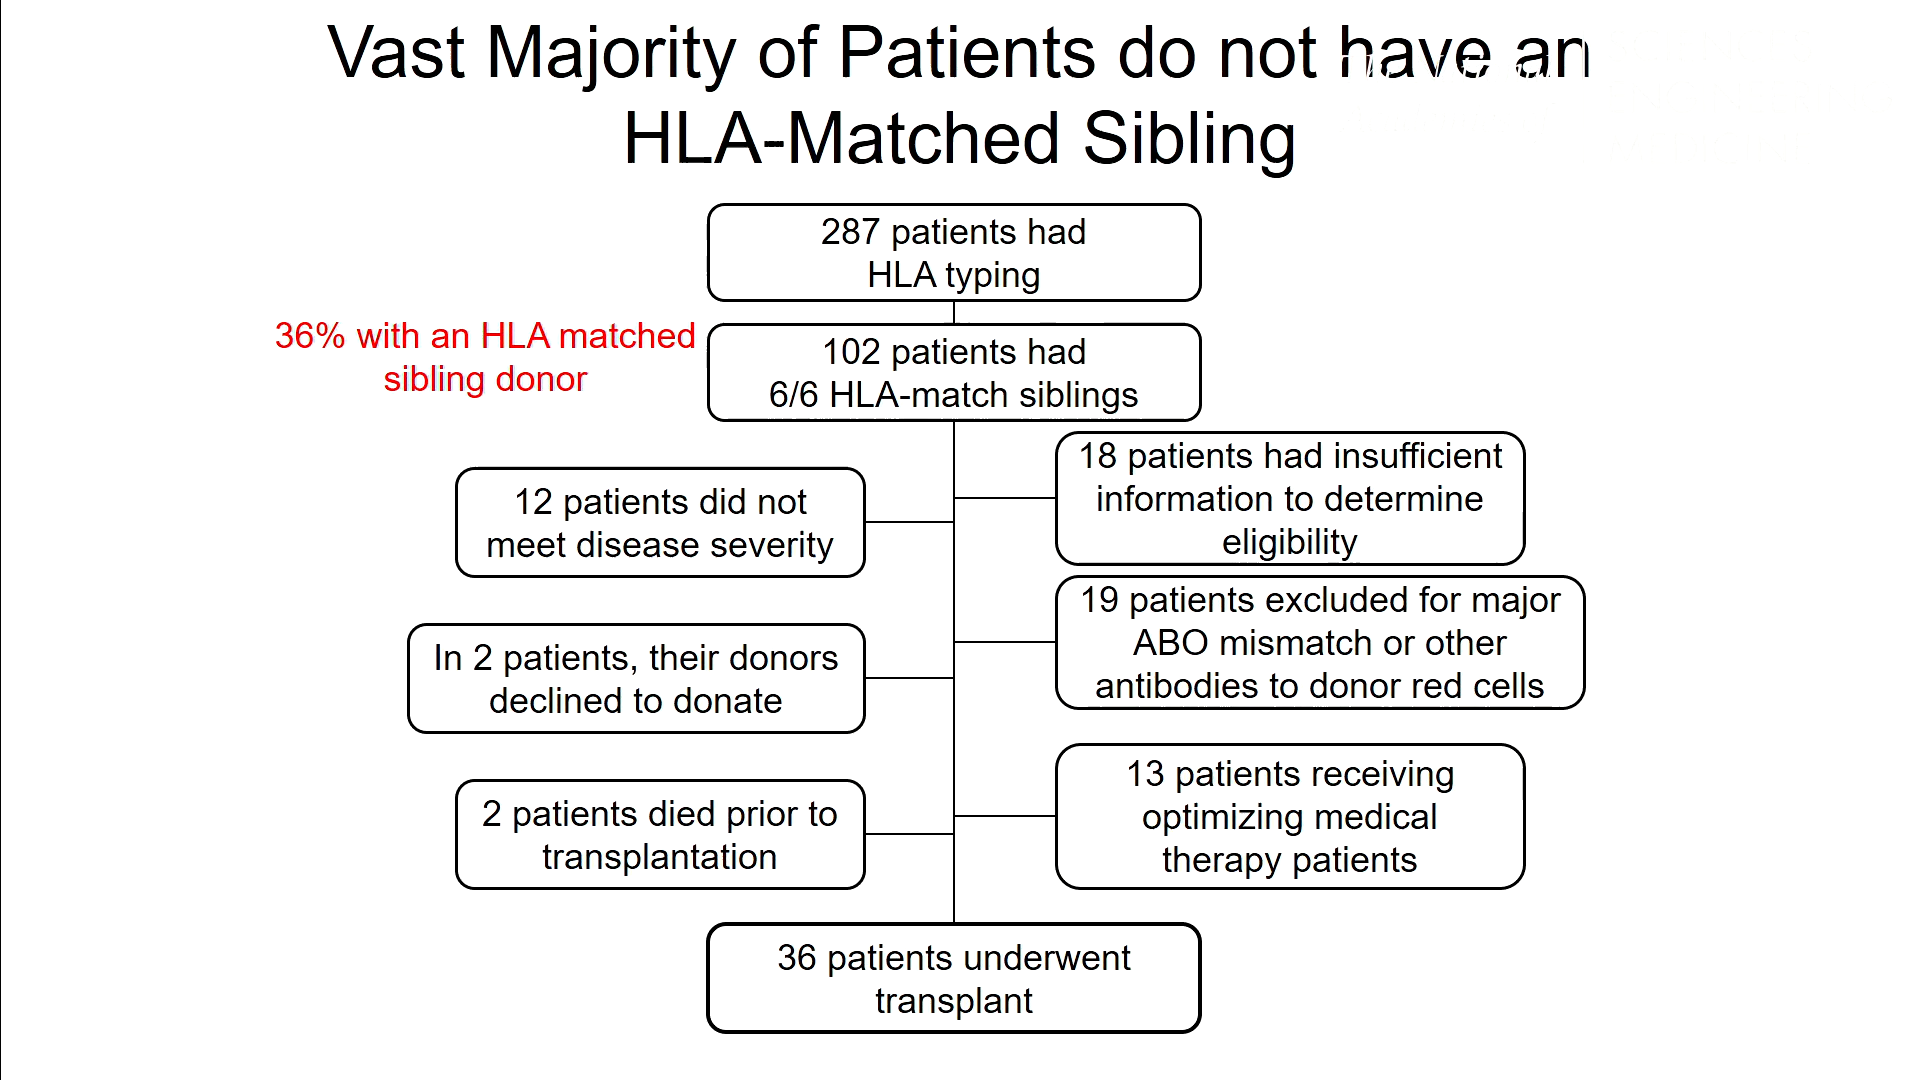 Vast Majority of Patients do not have an
HLA-Matched Sibling
287 patients had
HLA typing
36% with an HLA matched
sibling donor
102 patients had
6/6 HLA-match siblings
12 patients did not
meet disease severity
18 patients had insufficient
information to determine
eligibility
In 2 patients, their donors
declined to donate
19 patients excluded for major
ABO mismatch or other
antibodies to donor red cells
2 patients died prior to
transplantation
13 patients receiving
optimizing medical
therapy patients
36 patients underwent
transplant